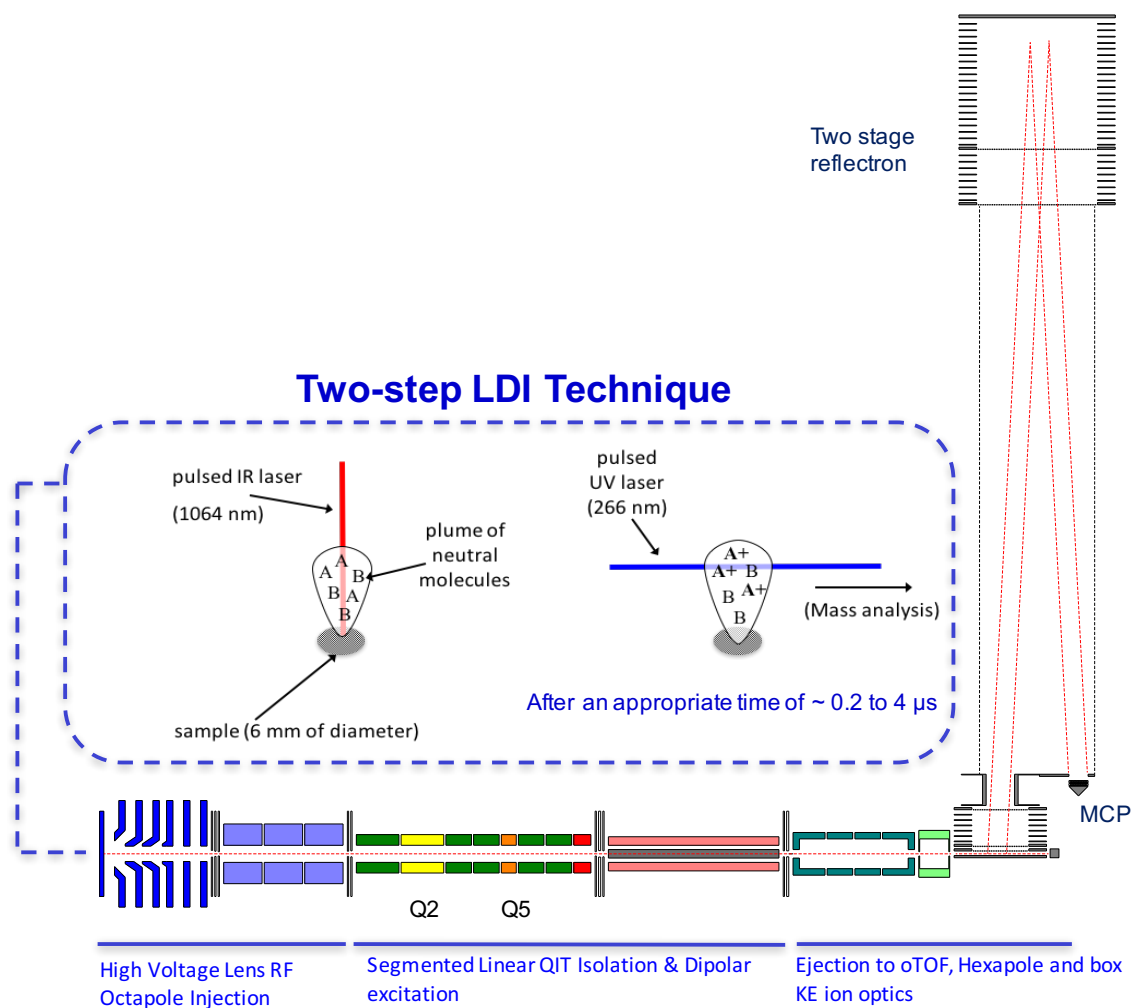 Two stage
reflectron
Two-step LDI Technique
pulsed IR laser
(1064 nm)
plume of
neutral
molecules
A
A
B
B
A
B
sample (6 mm of diameter)
pulsed
UV laser
(266 nm)
A+
A+ B
B A+
B
(Mass analysis)
After an appropriate time of ~ 0.2 to 4 µs
MCP
Q2
Q5
High Voltage Lens RF
Octapole Injection
Segmented Linear QIT Isolation & Dipolar
excitation
Ejection to oTOF, Hexapole and box
KE ion optics